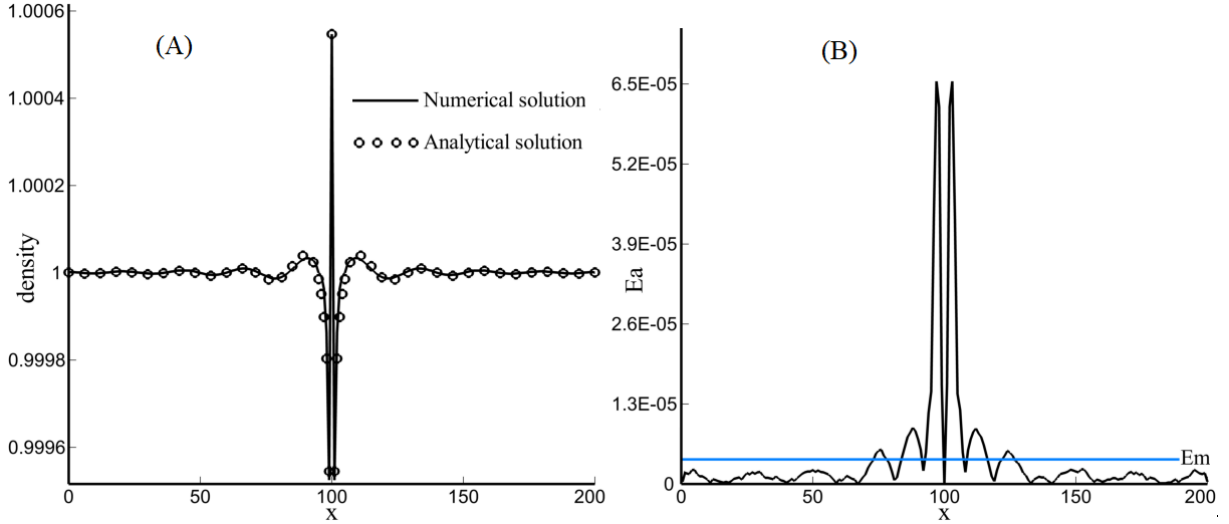 (A)
1.0006
1.0004
1.0002
1
0.9998
0.9996
density
Numerical solution
Analytical solution
0
50
100
150
200
x
(B)
6.5E-05
5.2E-05
3.9E-05
2.6E-05
1.3E-05
0
Ea
Em
0
50
100
150
200
x